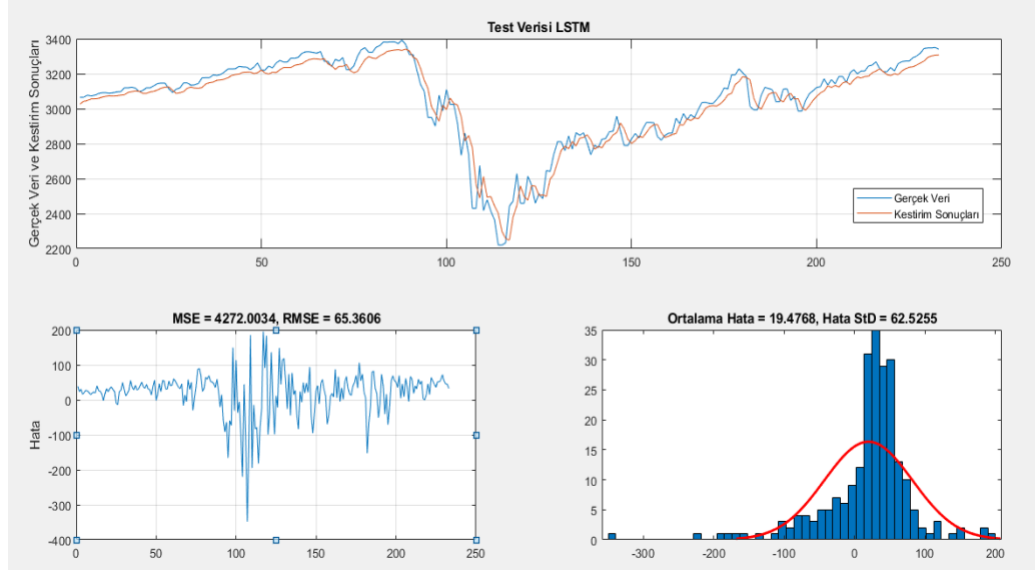 Test Verisi LSTM
Gerçek Veri ve Kestirim Sonuçları
3400
3200
3000
2800
2600
2400
2200
Gerçek Veri
Kestirim Sonuçları
0 50 100 150 200 250
MSE = 4272.0034, RMSE = 65.3606
Hata
200
100
0
-100
-200
-300
-400
0 50 100 150 200 250
Ortalama Hata = 19.4768, Hata StD = 62.5255
35
30
25
20
15
10
5
0
-300 -200 -100 0 100 200